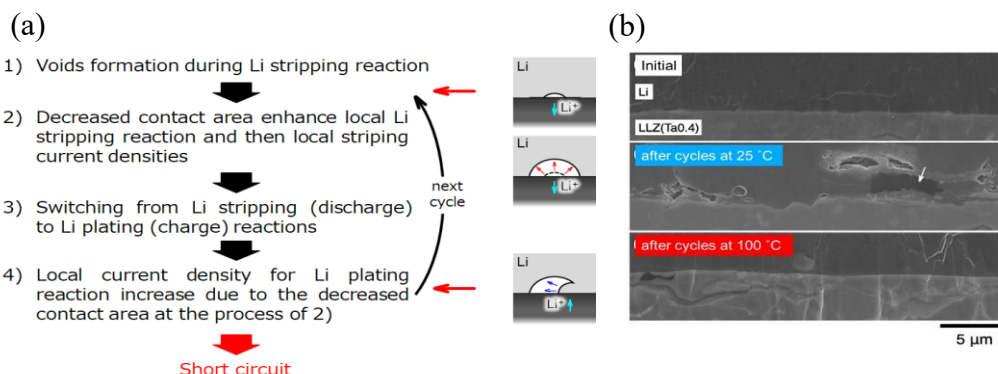 (a)
1) Voids formation during Li stripping reaction
2) Decreased contact area enhance local Li
stripping reaction and then local striping
current densities
3) Switching from Li stripping (discharge)
to Li plating (charge) reactions
4) Local current density for Li plating
reaction increase due to the decreased
contact area at the process of 2)
Short circuit
next
cycle
Li
Li⁺
Li
Li⁺
Li
Li⁺
(b)
Initial
Li
LLZ(Ta0.4)
after cycles at 25 ˚C
after cycles at 100 ˚C
5 μm